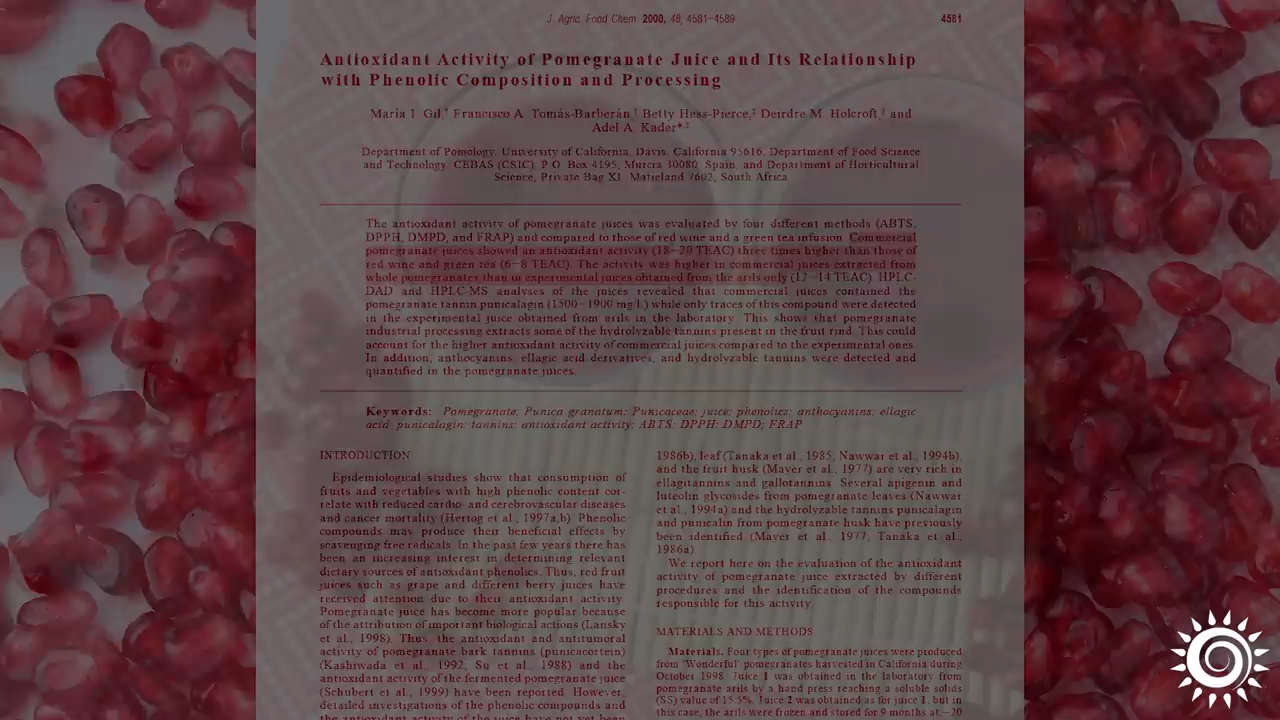 J. Agric. Food Chem. 2000, 48, 4581−4589
4581
Antioxidant Activity of Pomegranate Juice and Its Relationship
with Phenolic Composition and Processing
María I. Gil,† Francisco A. Tomás-Barberán,† Betty Hess-Pierce,‡ Deirdre M. Holcroft,§ and
Adel A. Kader*,‡
Department of Pomology, University of California, Davis, California 95616, Department of Food Science
and Technology, CEBAS (CSIC), P.O. Box 4195, Murcia 30080, Spain, and Department of Horticultural
Science, Private Bag X1, Matieland 7602, South Africa
The antioxidant activity of pomegranate juices was evaluated by four different methods (ABTS,
DPPH, DMPD, and FRAP) and compared to those of red wine and a green tea infusion. Commercial
pomegranate juices showed an antioxidant activity (18−20 TEAC) three times higher than those of
red wine and green tea (6−8 TEAC). The activity was higher in commercial juices extracted from
whole pomegranates than in experimental juices obtained from the arils only (12−14 TEAC). HPLC-
DAD and HPLC-MS analyses of the juices revealed that commercial juices contained the
pomegranate tannin punicalagin (1500−1900 mg/L) while only traces of this compound were detected
in the experimental juice obtained from arils in the laboratory. This shows that pomegranate
industrial processing extracts some of the hydrolyzable tannins present in the fruit rind. This could
account for the higher antioxidant activity of commercial juices compared to the experimental ones.
In addition, anthocyanins, ellagic acid derivatives, and hydrolyzable tannins were detected and
quantified in the pomegranate juices.
Keywords: Pomegranate; Punica granatum; Punicaceae; juice; phenolics; anthocyanins; ellagic
acid; punicalagin; tannins; antioxidant activity; ABTS; DPPH; DMPD; FRAP
INTRODUCTION
Epidemiological studies show that consumption of
fruits and vegetables with high phenolic content cor-
relate with reduced cardio- and cerebrovascular diseases
and cancer mortality (Hertog et al., 1997a,b). Phenolic
compounds may produce their beneficial effects by
scavenging free radicals. In the past few years there has
been an increasing interest in determining relevant
dietary sources of antioxidant phenolics. Thus, red fruit
juices such as grape and different berry juices have
received attention due to their antioxidant activity.
Pomegranate juice has become more popular because
of the attribution of important biological actions (Lansky
et al., 1998). Thus, the antioxidant and antitumoral
activity of pomegranate bark tannins (punicacortein)
(Kashiwada et al., 1992, Su et al., 1988) and the
antioxidant activity of the fermented pomegranate juice
(Schubert et al., 1999) have been reported. However,
detailed investigations of the phenolic compounds and
the antioxidant activity of the juice have not yet been
1986b), leaf (Tanaka et al., 1985, Nawwar et al., 1994b),
and the fruit husk (Mayer et al., 1977) are very rich in
ellagitannins and gallotannins. Several apigenin and
luteolin glycosides from pomegranate leaves (Nawwar
et al., 1994a) and the hydrolyzable tannins punicalagin
and punicalin from pomegranate husk have previously
been identified (Mayer et al., 1977, Tanaka et al.,
1986a).
We report here on the evaluation of the antioxidant
activity of pomegranate juice extracted by different
procedures and the identification of the compounds
responsible for this activity.
MATERIALS AND METHODS
Materials. Four types of pomegranate juices were produced
from 'Wonderful' pomegranates harvested in California during
October 1998. Juice 1 was obtained in the laboratory from
pomegranate arils by a hand press reaching a soluble solids
(SS) value of 15.5%. Juice 2 was obtained as for juice 1, but in
this case, the arils were frozen and stored for 9 months at −20